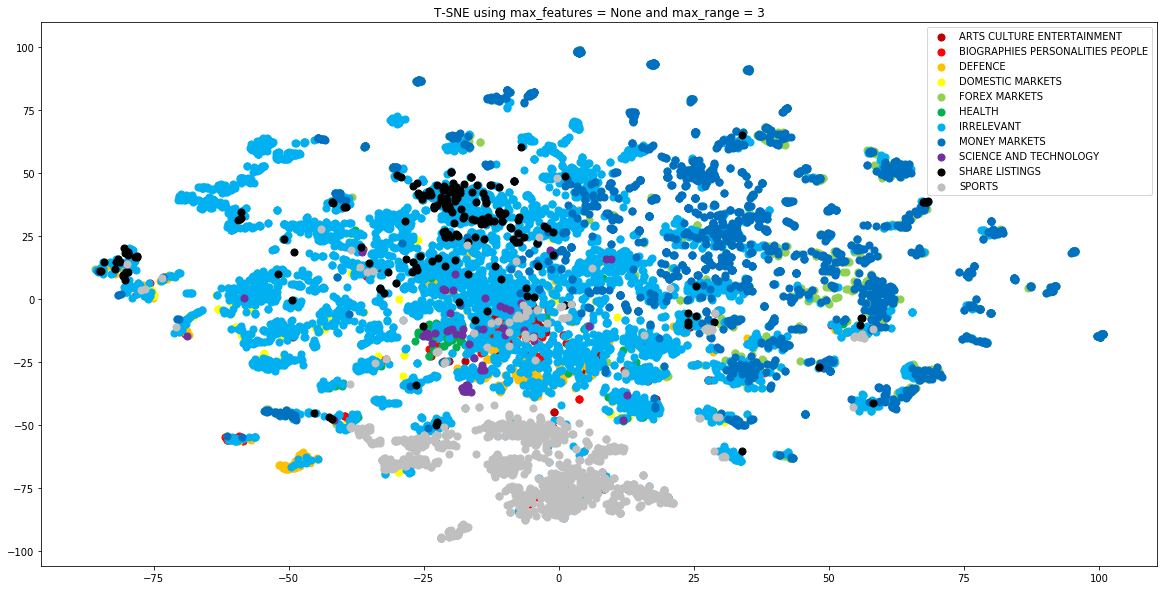 T-SNE using max_features = None and max_range = 3
ARTS CULTURE ENTERTAINMENT
BIOGRAPHIES PERSONALITIES PEOPLE
DEFENCE
DOMESTIC MARKETS
FOREX MARKETS
HEALTH
IRRELEVANT
MONEY MARKETS
SCIENCE AND TECHNOLOGY
SHARE LISTINGS
SPORTS
100
75
50
25
0
−25
−50
−75
−100
−75
−50
−25
0
25
50
75
100